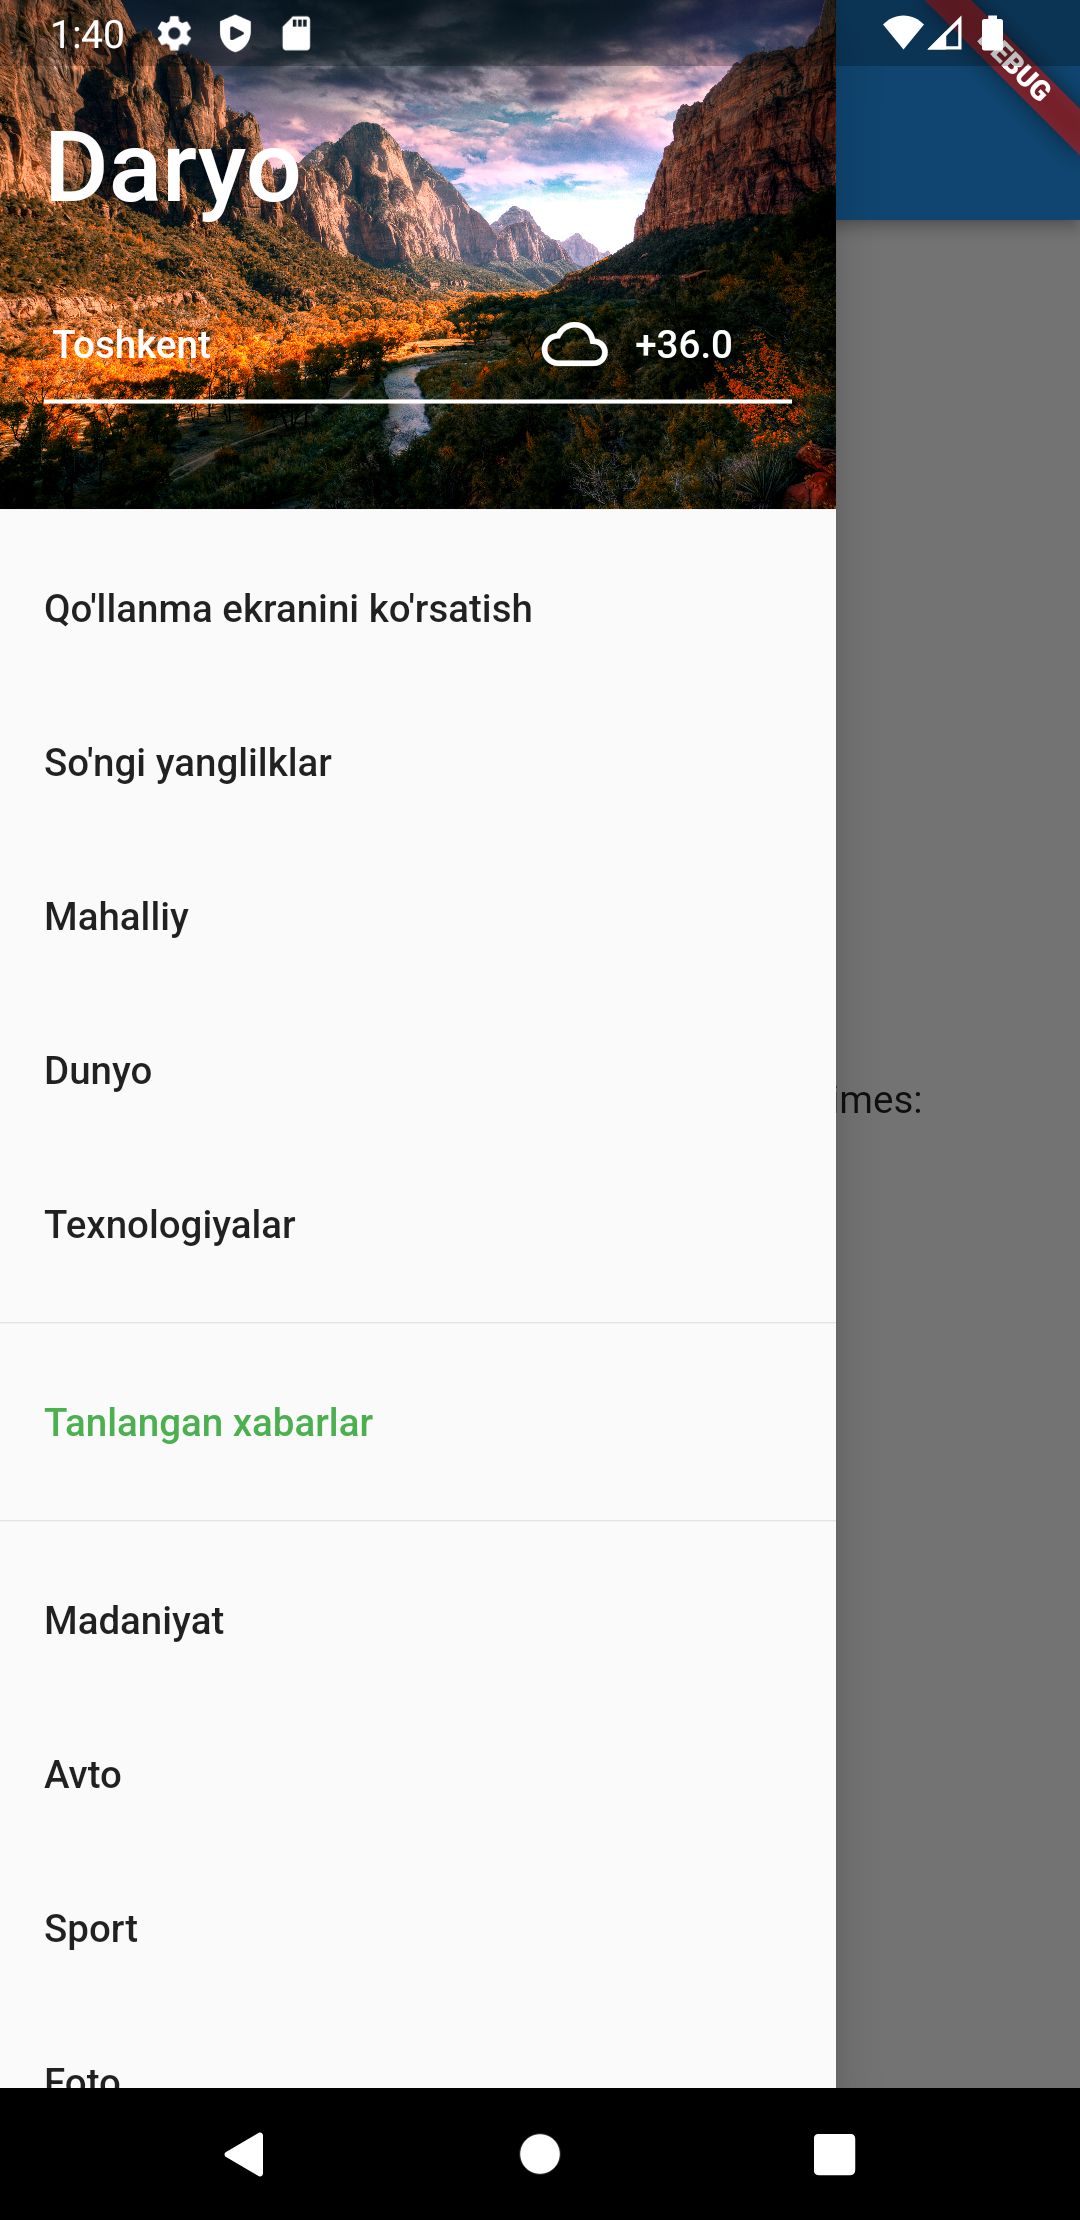 1:40
DEBUG
Daryo
Toshkent +36.0
Qo'llanma ekranini ko'rsatish
So'ngi yanglilklar
Mahalliy
Dunyo
imes:
Texnologiyalar
Tanlangan xabarlar
Madaniyat
Avto
Sport
Foto